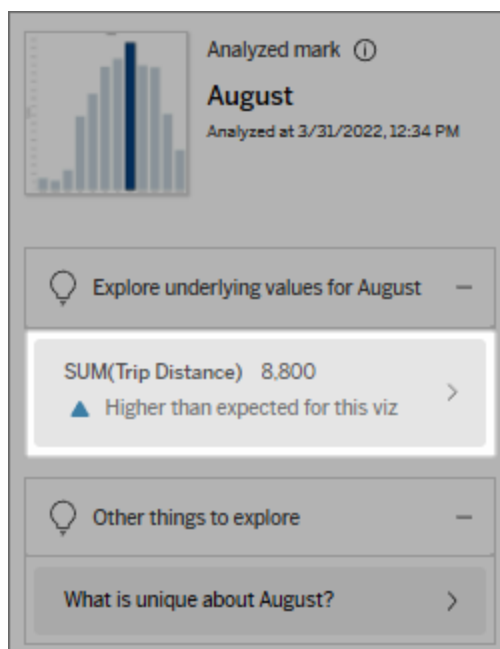 Analyzed mark
August
Analyzed at 3/31/2022, 12:34 PM
Explore underlying values for August
SUM(Trip Distance) 8,800
Higher than expected for this viz
Other things to explore
What is unique about August?